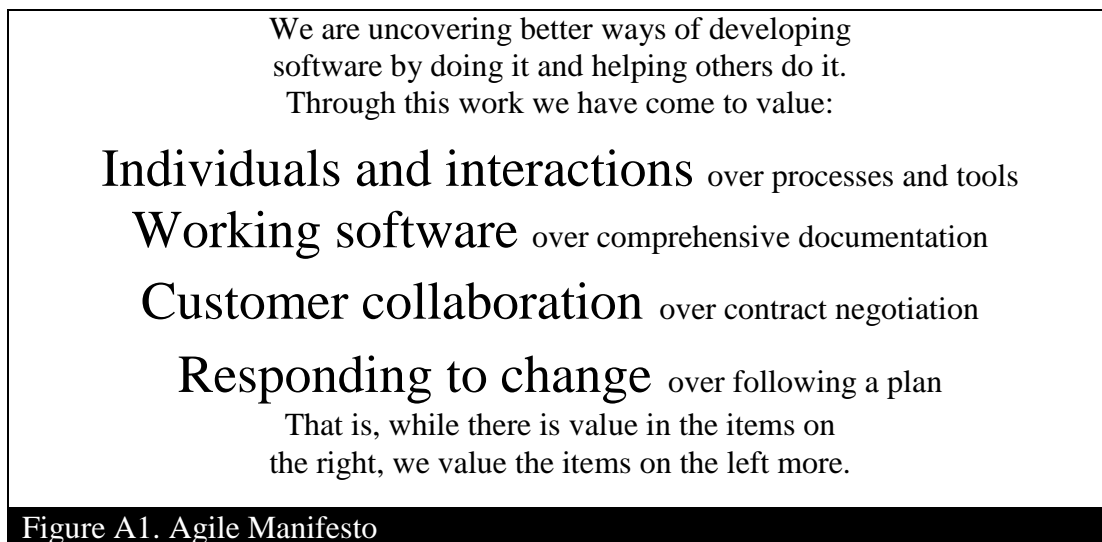 We are uncovering better ways of developing
software by doing it and helping others do it.
Through this work we have come to value:
Individuals and interactions over processes and tools
Working software over comprehensive documentation
Customer collaboration over contract negotiation
Responding to change over following a plan
That is, while there is value in the items on
the right, we value the items on the left more.
Figure A1. Agile Manifesto